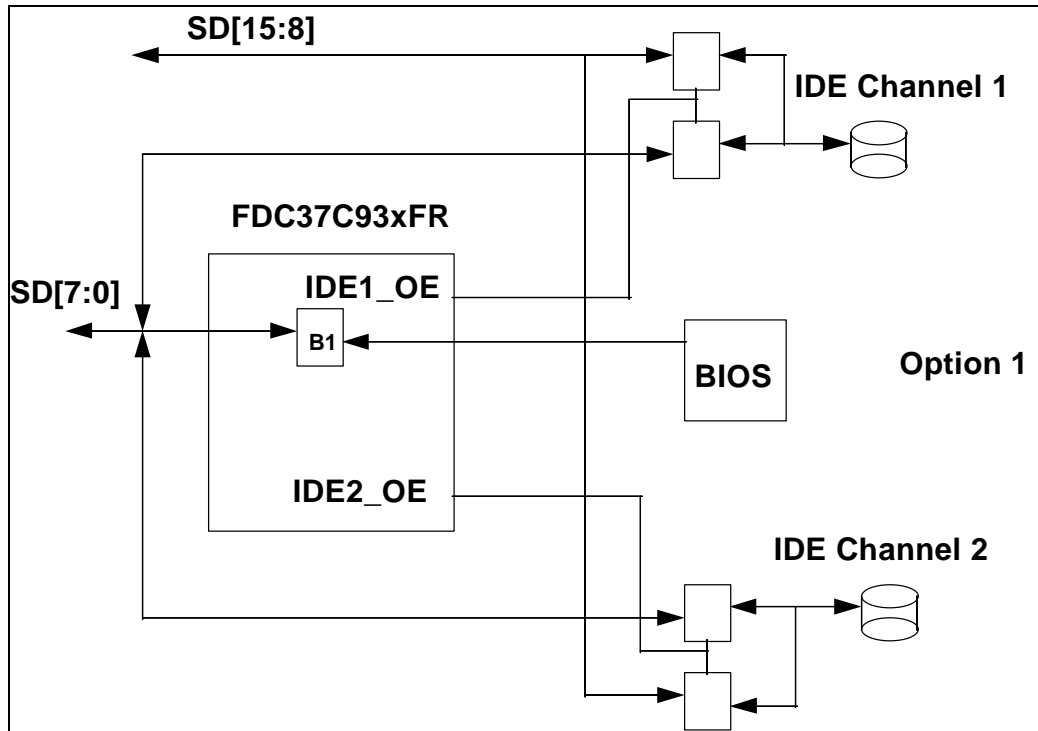 SD[15:8]
IDE Channel 1
FDC37C93xFR
SD[7:0]
IDE1_OE
B1
BIOS
Option 1
IDE2_OE
IDE Channel 2